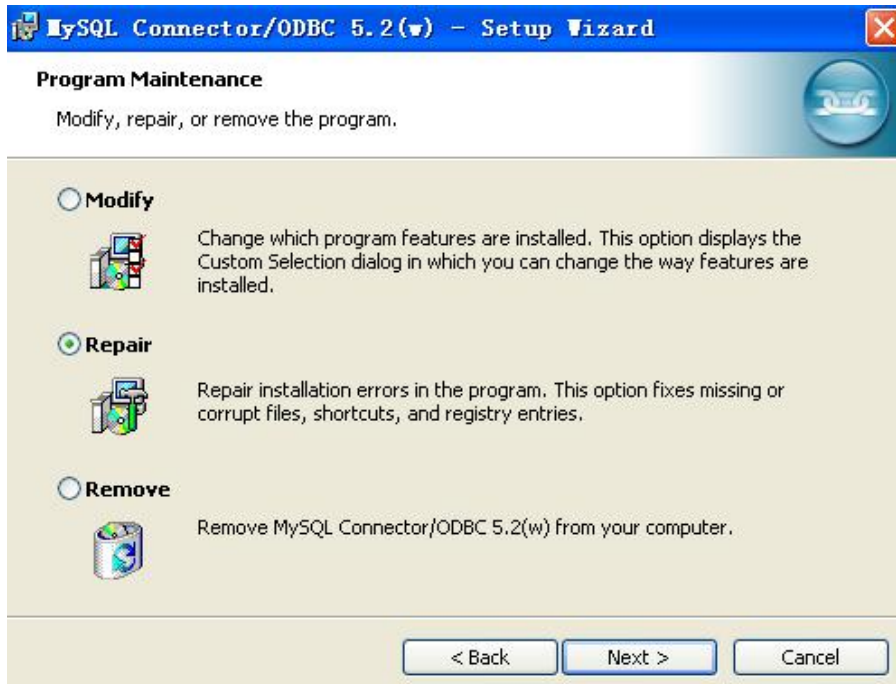 MySQL Connector/ODBC 5.2(w) - Setup Wizard
Program Maintenance
Modify, repair, or remove the program.
Modify
Change which program features are installed. This option displays the
Custom Selection dialog in which you can change the way features are
installed.
Repair
Repair installation errors in the program. This option fixes missing or
corrupt files, shortcuts, and registry entries.
Remove
Remove MySQL Connector/ODBC 5.2(w) from your computer.
< Back
Next >
Cancel